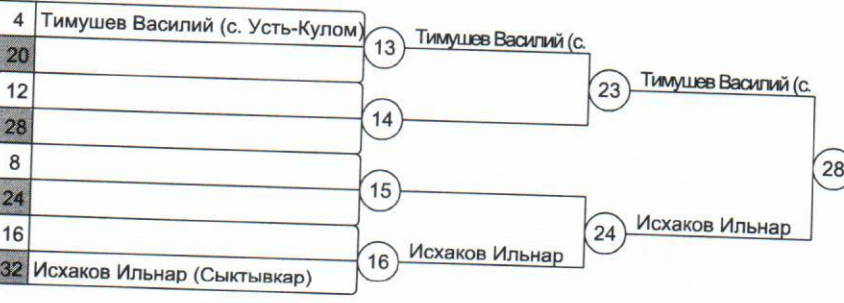 4 Тимушев Василий (с. Усть-Кулом)
13 Тимушев Василий (с.
20
23 Тимушев Василий (с.
12
28
14
28
8
15
24
16
24 Исхаков Ильнар
16 Исхаков Ильнар
32 Исхаков Ильнар (Сыктывкар)